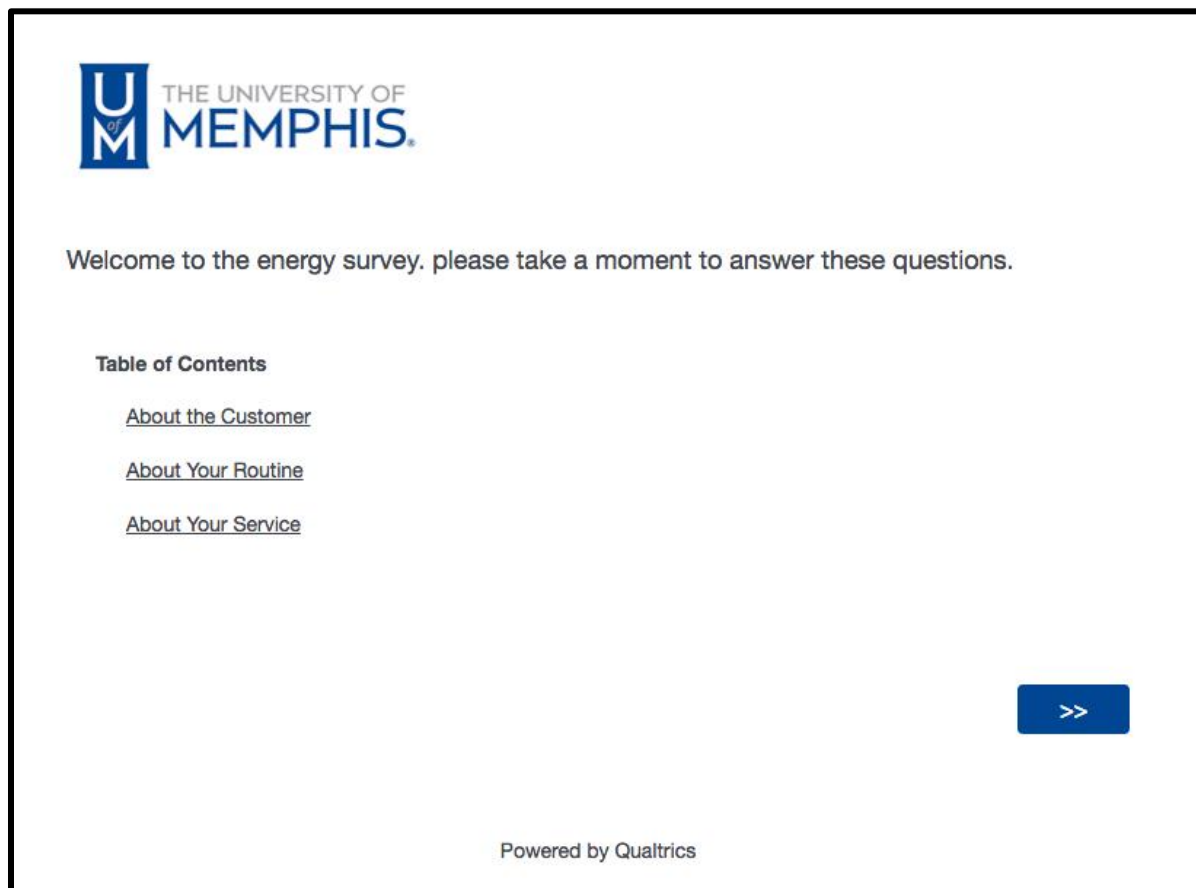 U
of
M
THE UNIVERSITY OF
MEMPHIS®
Welcome to the energy survey. please take a moment to answer these questions.
Table of Contents
About the Customer
About Your Routine
About Your Service
>>
Powered by Qualtrics